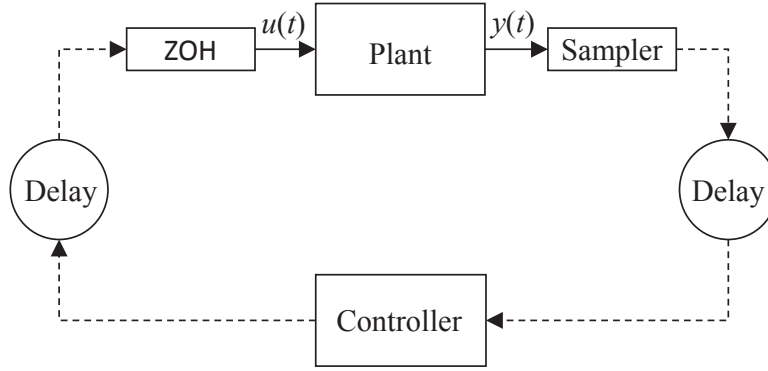 ZOH
u(t)
Plant
y(t)
Sampler
Delay
Delay
Controller